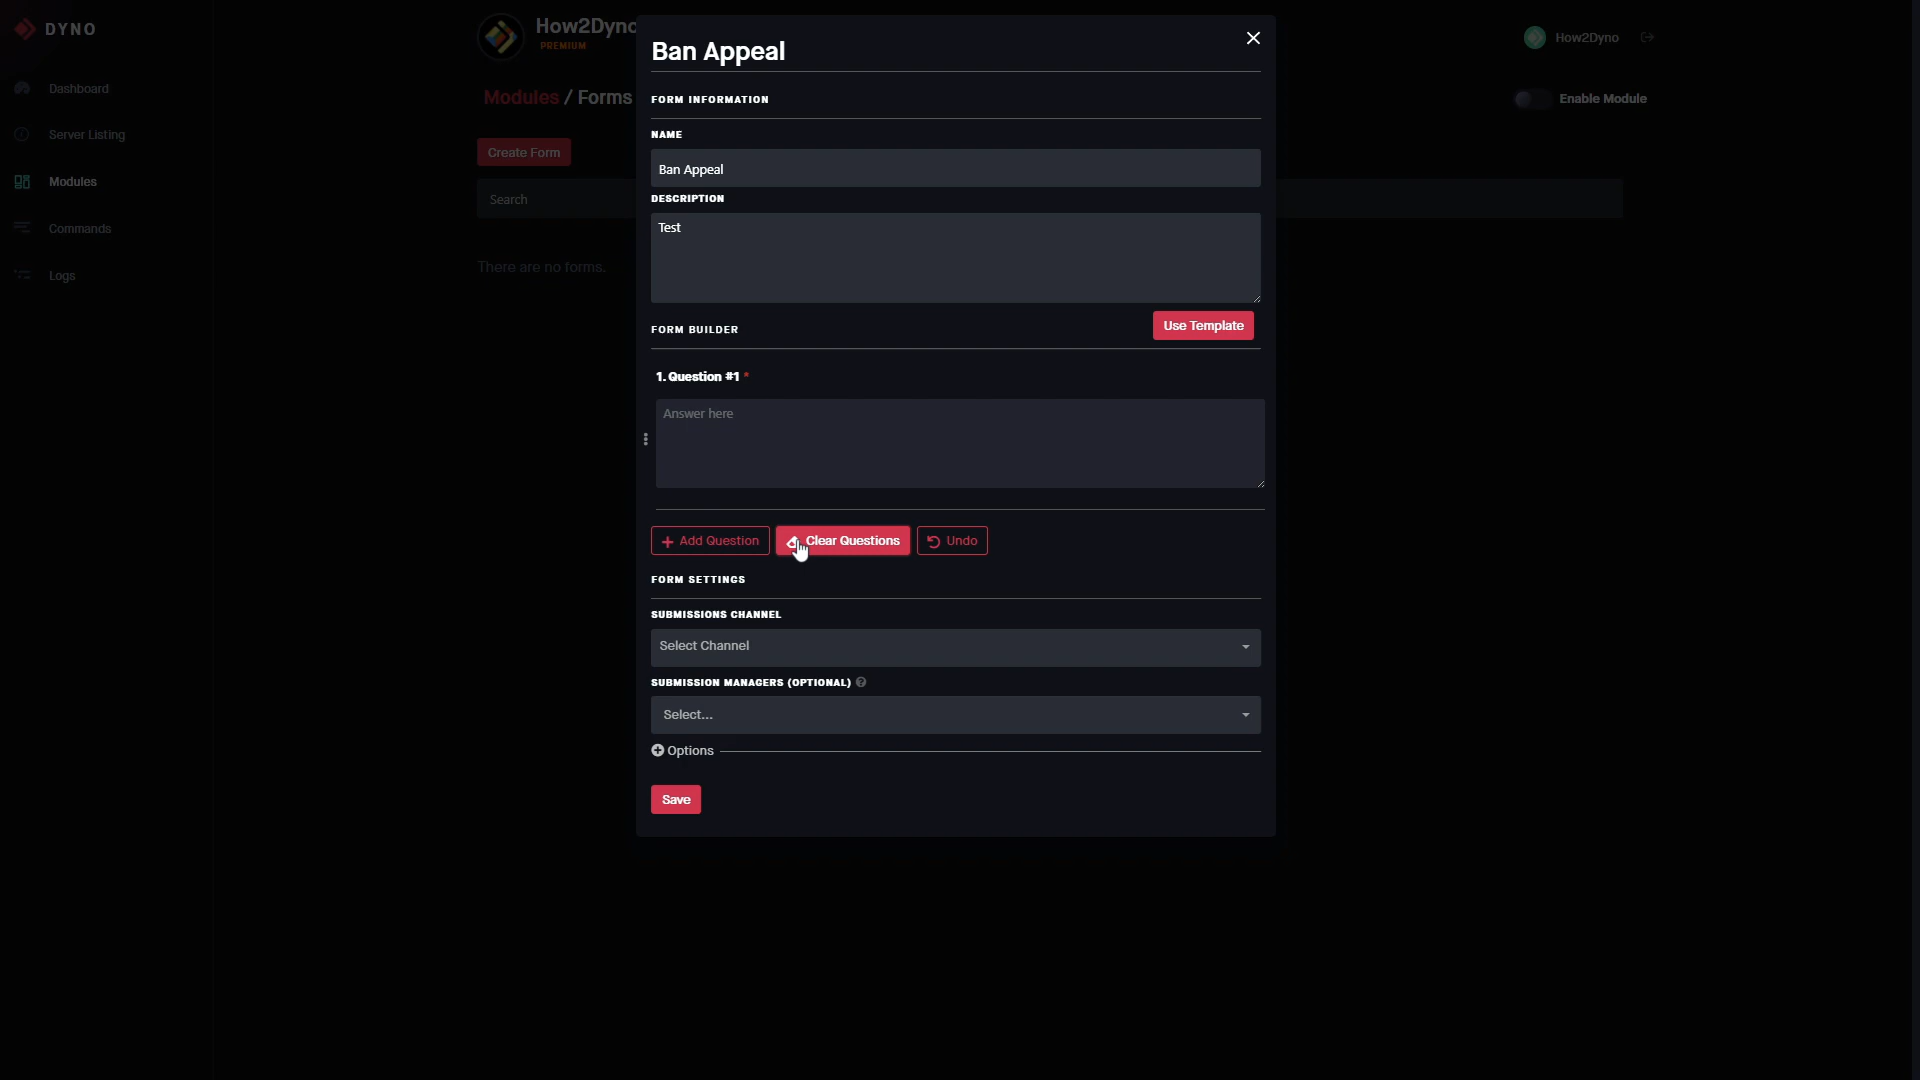 DYNO
Dashboard
Server Listing
Modules
Commands
Logs
How2Dyno
PREMIUM
Modules / Forms
Create Form
Search
There are no forms.
How2Dyno
Enable Module
Ban Appeal
FORM INFORMATION
NAME
Ban Appeal
DESCRIPTION
Test
FORM BUILDER
Use Template
1. Question #1 *
Answer here
Add Question
Clear Questions
Undo
FORM SETTINGS
SUBMISSIONS CHANNEL
Select Channel
SUBMISSION MANAGERS (OPTIONAL)
Select...
Options
Save